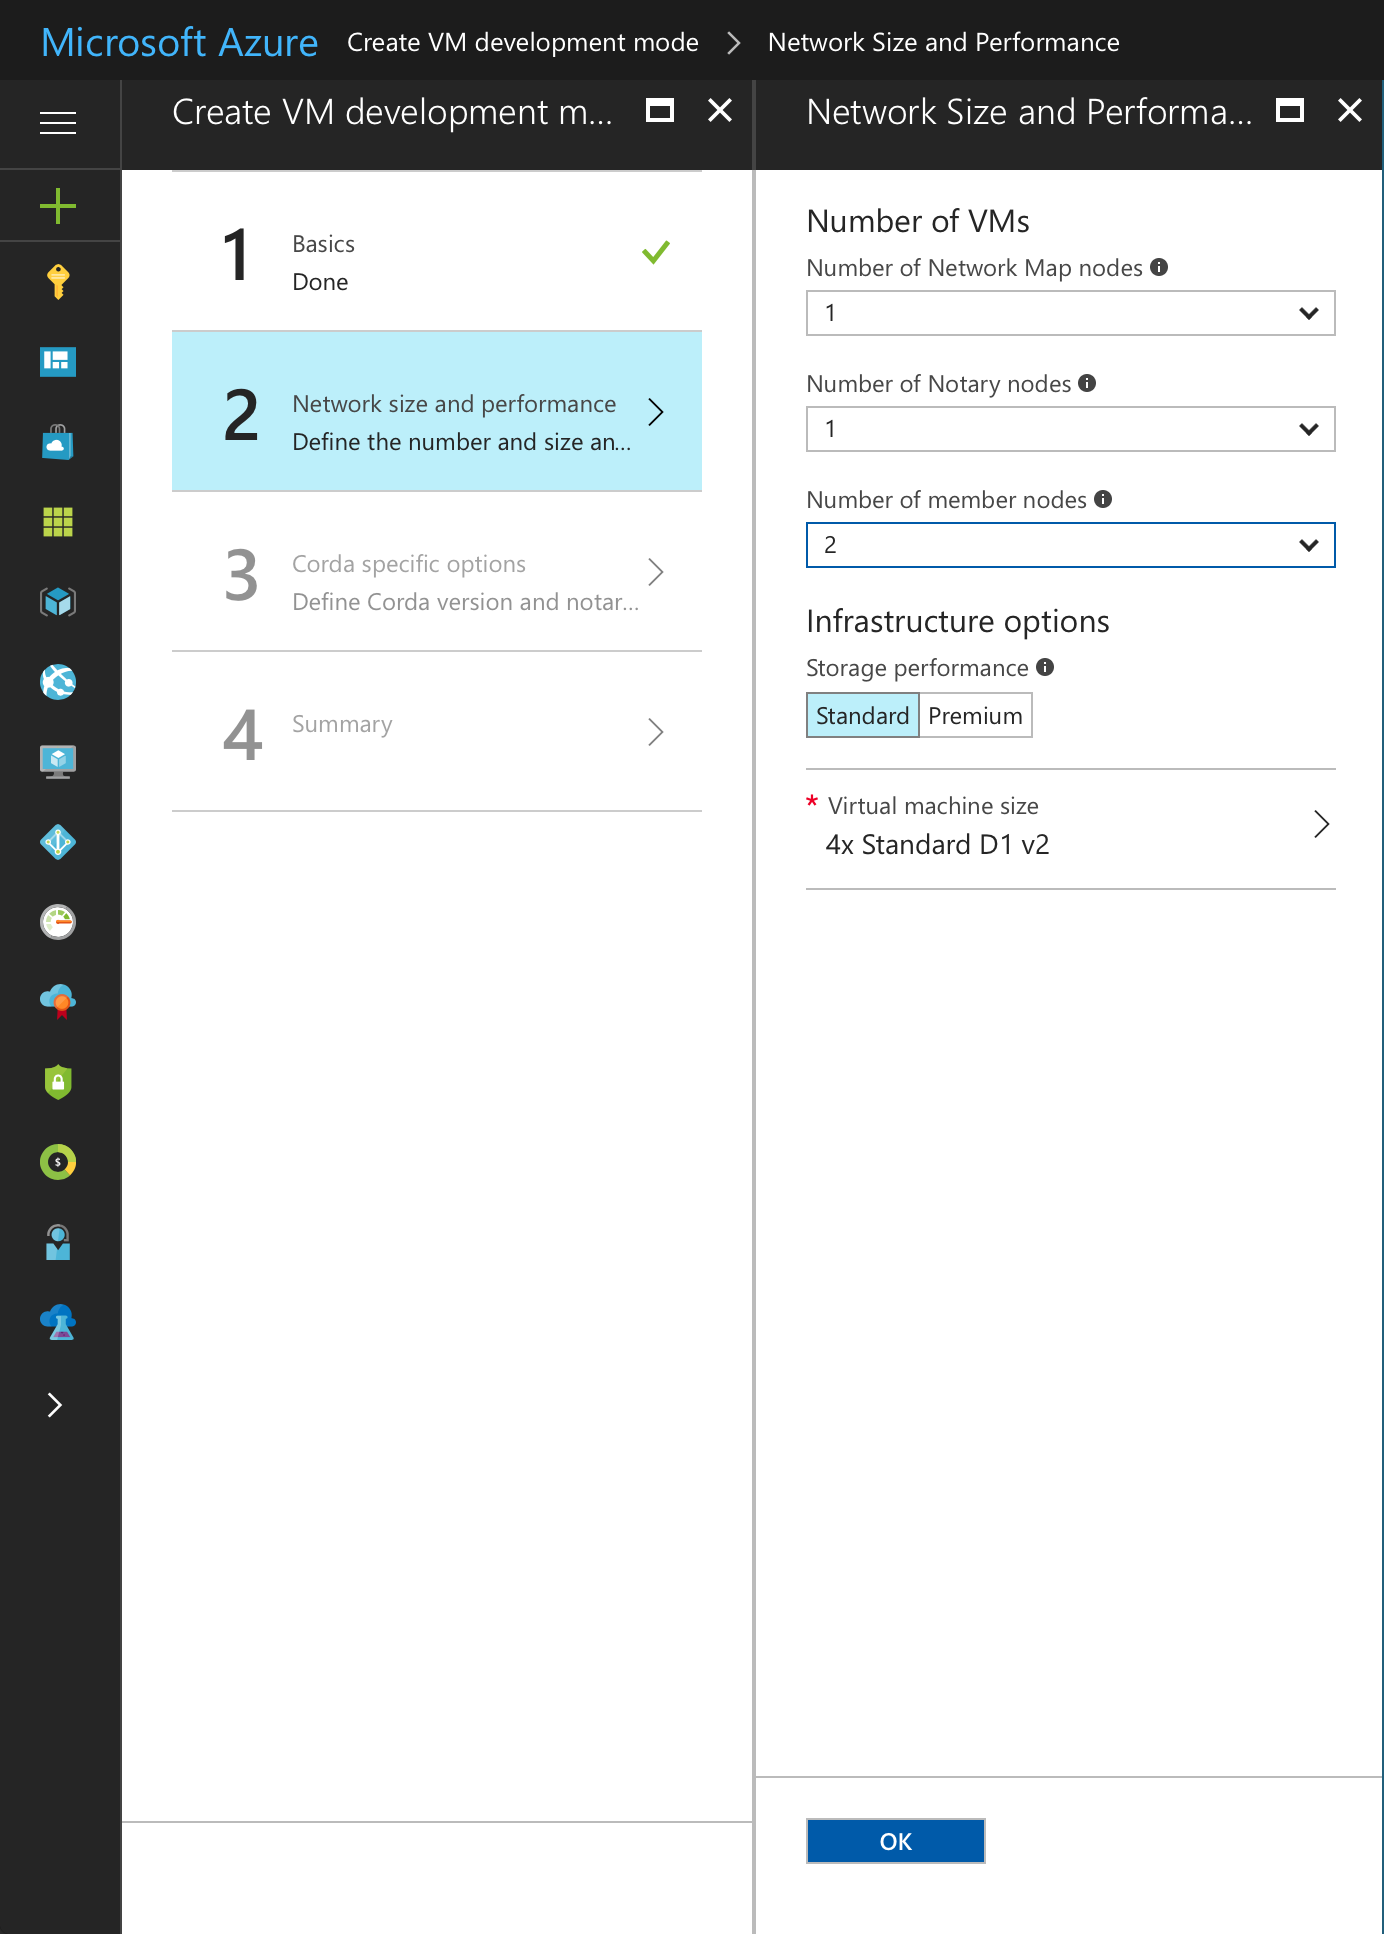 Microsoft Azure Create VM development mode Network Size and Performance
Create VM development m...
1
Basics
Done
2
Network size and performance
Define the number and size an...
3
Corda specific options
Define Corda version and notar...
4
Summary
Network Size and Performa...
Number of VMs
Number of Network Map nodes
1
Number of Notary nodes
1
Number of member nodes
2
Infrastructure options
Storage performance
Standard Premium
* Virtual machine size
4x Standard D1 v2
OK